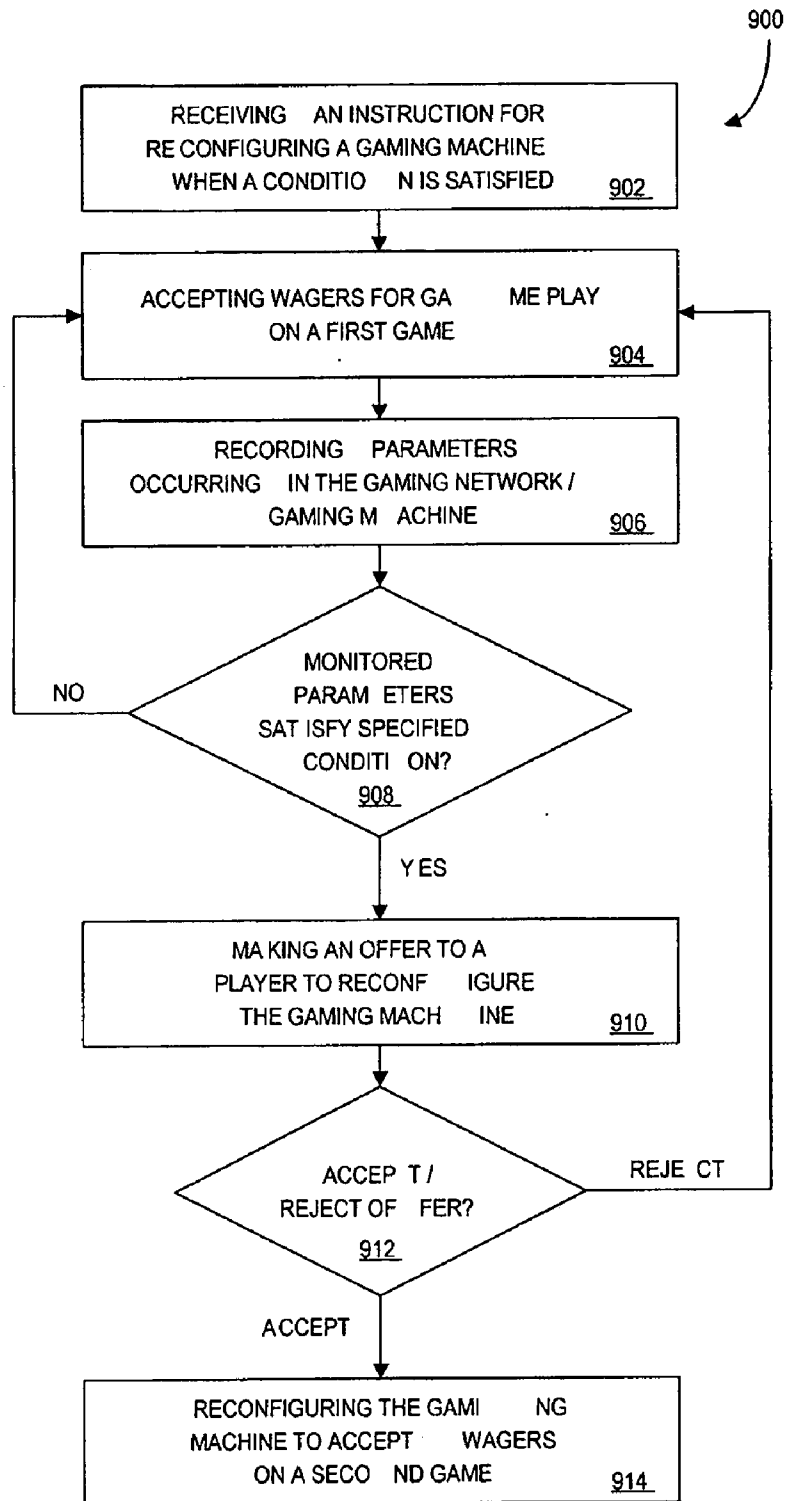 900
RECEIVING AN INSTRUCTION FOR
RE CONFIGURING A GAMING MACHINE
WHEN A CONDITIO N IS SATISFIED
902
ACCEPTING WAGERS FOR GA ME PLAY
ON A FIRST GAME
904
RECORDING PARAMETERS
OCCURRING IN THE GAMING NETWORK /
GAMING M ACHINE
906
MONITORED
PARAM ETERS
SAT ISFY SPECIFIED
CONDITI ON?
908
NO
YES
MA KING AN OFFER TO A
PLAYER TO RECONF IGURE
THE GAMING MACH INE
910
ACCEP T /
REJECT OF FER?
912
REJE CT
ACCEPT
RECONFIGURING THE GAMI NG
MACHINE TO ACCEPT WAGERS
ON A SECO ND GAME
914